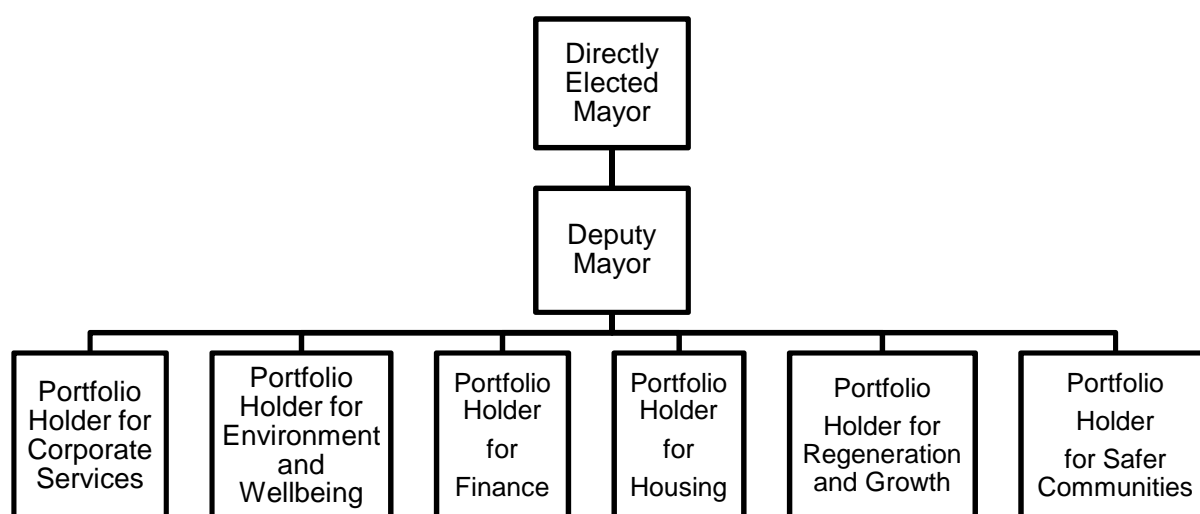 Directly
Elected
Mayor
Deputy
Mayor
Portfolio
Holder for
Corporate
Services
Portfolio
Holder for
Environment
and
Wellbeing
Portfolio
Holder
for
Finance
Portfolio
Holder
for
Housing
Portfolio
Holder for
Regeneration
and Growth
Portfolio
Holder
for Safer
Communities